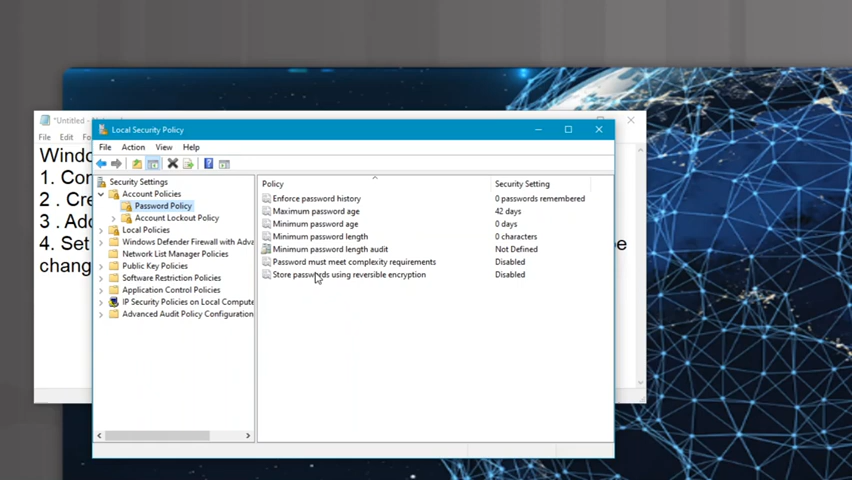 *Untitled -
Local Security Policy
File Edit
File Action View Help
Windo
1. Con
2 . Cre
3 . Add
4. Set
be
chang
Security Settings
Account Policies
Password Policy
Account Lockout Policy
Local Policies
Windows Defender Firewall with Adva
Network List Manager Policies
Public Key Policies
Software Restriction Policies
Application Control Policies
IP Security Policies on Local Compute
Advanced Audit Policy Configuration
Policy Security Setting
Enforce password history 0 passwords remembered
Maximum password age 42 days
Minimum password age 0 days
Minimum password length 0 characters
Minimum password length audit Not Defined
Password must meet complexity requirements Disabled
Store passwords using reversible encryption Disabled